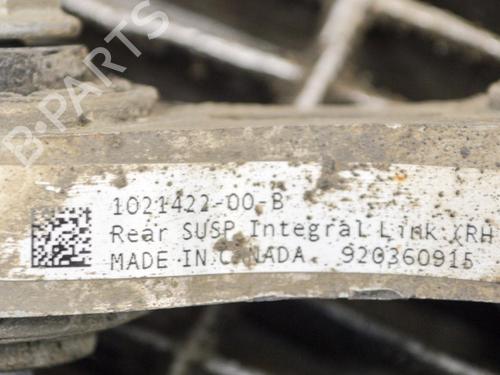 B-PARTS
1021422-00-B
Rear SUSP Integral Link (RH
MADE IN CANADA 920360915